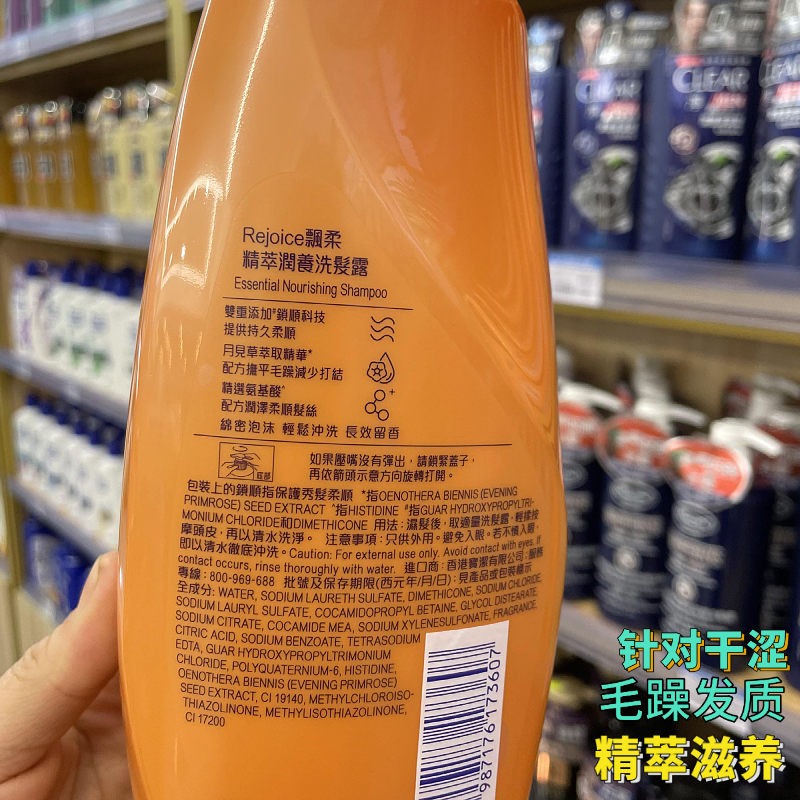 Rejoice飄柔
精萃潤養洗髮露
Essential Nourishing Shampoo
雙重添加#鎖順科技
提供持久柔順
月見草萃取精華*
配方撫平毛躁減少打結
精選氨基酸^
配方潤澤柔順髮絲
綿密泡沫 輕鬆沖洗 長效留香
底部
如果壓嘴沒有彈出，請鎖緊蓋子，
再依箭頭示意方向旋轉打開。
包裝上的鎖順指保護秀髮柔順 *指OENOTHERA BIENNIS (EVENING
PRIMROSE) SEED EXTRACT ^指HISTIDINE #指GUAR HYDROXYPROPYLTRI-
MONIUM CHLORIDE和DIMETHICONE 用法：濕髮後，取適量洗髮露，輕揉按
摩頭皮，再以清水洗淨。 注意事項：只供外用。避免入眼。若不慎入眼，
即以清水徹底沖洗。Caution: For external use only. Avoid contact with eyes. If
contact occurs, rinse thoroughly with water. 進口商：香港寶潔有限公司；服務
專線：800-969-688 批號及保存期限(西元年/月/日)：見產品或包裝標示
全成分: WATER, SODIUM LAURETH SULFATE, DIMETHICONE, SODIUM CHLORIDE,
SODIUM LAURYL SULFATE, COCAMIDOPROPYL BETAINE, GLYCOL DISTEARATE,
SODIUM CITRATE, COCAMIDE MEA, SODIUM XYLENESULFONATE, FRAGRANCE,
CITRIC ACID, SODIUM BENZOATE, TETRASODIUM
EDTA, GUAR HYDROXYPROPYLTRIMONIUM
CHLORIDE, POLYQUATERNIUM-6, HISTIDINE,
OENOTHERA BIENNIS (EVENING PRIMROSE)
SEED EXTRACT, CI 19140, METHYLCHLOROISO-
THIAZOLINONE, METHYLISOTHIAZOLINONE,
CI 17200
987176173607
CLEAR
针对干涩
毛躁发质
精萃滋养